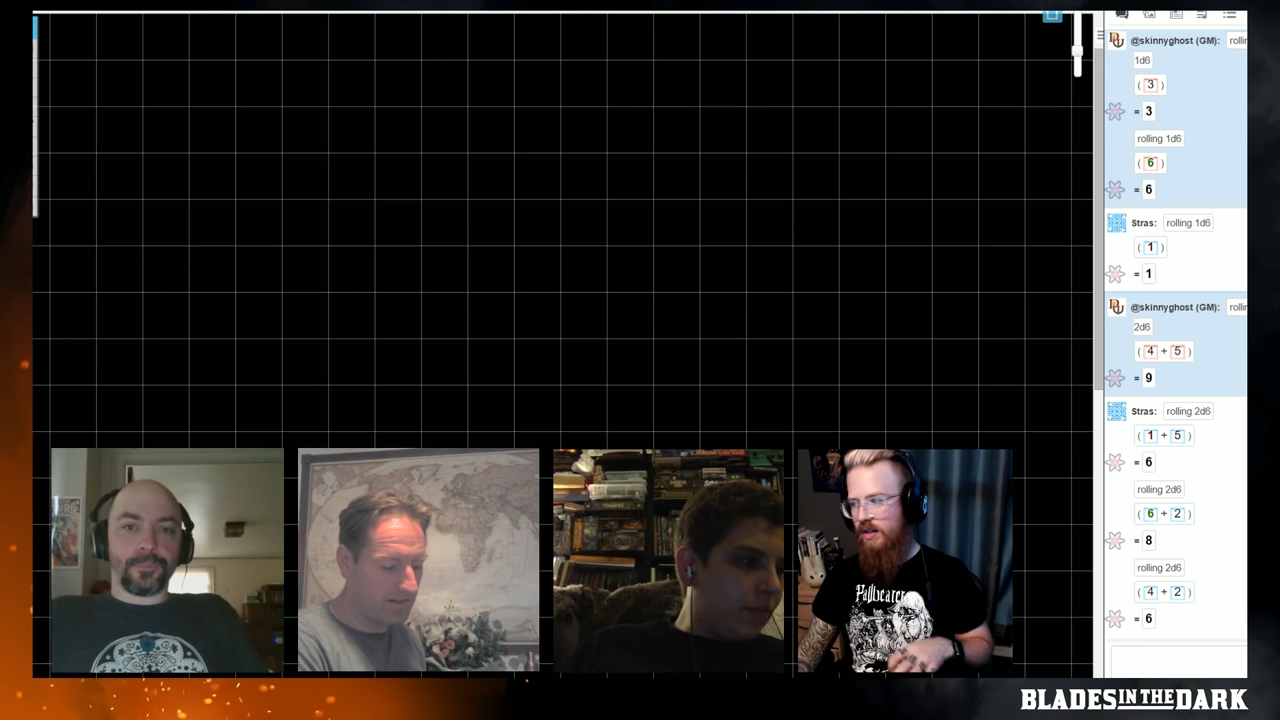 @skinnyghost (GM): rollin
1d6
( 3 )
= 3
rolling 1d6
( 6 )
= 6
Stras: rolling 1d6
( 1 )
= 1
@skinnyghost (GM): rollin
2d6
( 4 + 5 )
= 9
Stras: rolling 2d6
( 1 + 5 )
= 6
rolling 2d6
( 6 + 2 )
= 8
rolling 2d6
( 4 + 2 )
= 6
Pallbearer
BLADES IN THE DARK